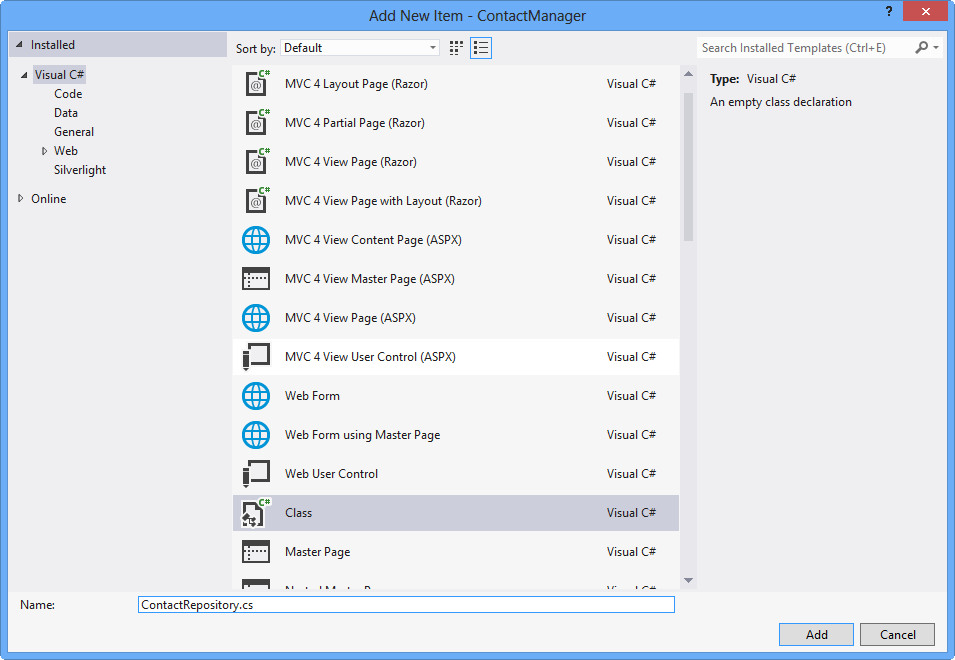 Add New Item - ContactManager
?
Installed
Sort by: Default
Search Installed Templates (Ctrl+E)
Visual C#
Code
Data
General
Web
Silverlight
Online
MVC 4 Layout Page (Razor) Visual C#
MVC 4 Partial Page (Razor) Visual C#
MVC 4 View Page (Razor) Visual C#
MVC 4 View Page with Layout (Razor) Visual C#
MVC 4 View Content Page (ASPX) Visual C#
MVC 4 View Master Page (ASPX) Visual C#
MVC 4 View Page (ASPX) Visual C#
MVC 4 View User Control (ASPX) Visual C#
Web Form Visual C#
Web Form using Master Page Visual C#
Web User Control Visual C#
Class Visual C#
Master Page Visual C#
Type: Visual C#
An empty class declaration
Name: ContactRepository.cs
Add Cancel